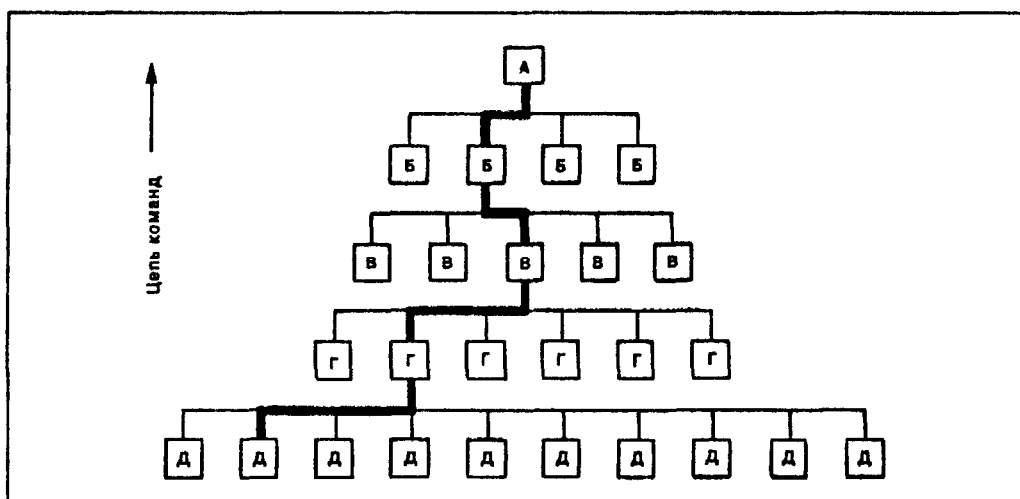 А
Б Б Б Б
Цепь команд
В В В В В
Г Г Г Г Г Г
Д Д Д Д Д Д Д Д Д Д